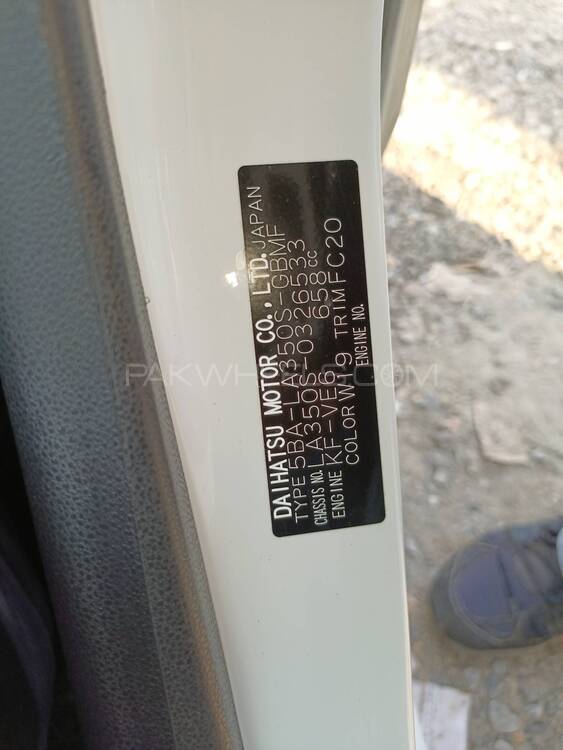 DAIHATSU MOTOR CO., LTD. JAPAN
TYPE 5BA-LA350S-GBMF
CHASSIS NO. LA350S-0326533
ENGINE KF-VE6 658cc
COLOR W19 TRIM FC20
ENGINE NO.
PAKWHEELS.COM